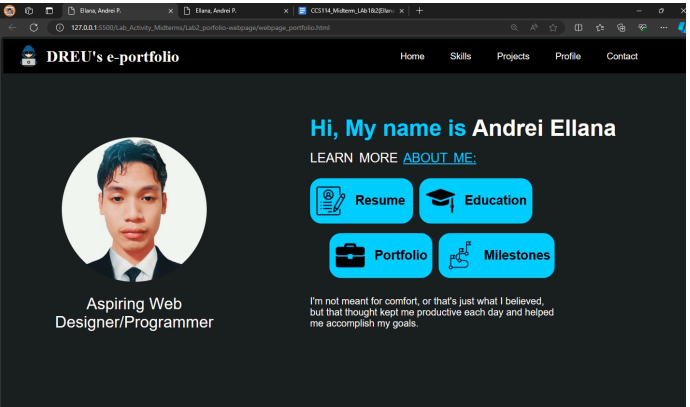 Ellana, Andrei P.
Ellana, Andrei P.
CCS114_Midterm_LAb1&2(Ellan
127.0.0.1:5500/Lab_Activity_Midterms/Lab2_porfolio-webpage/webpage_portfolio.html
DREU's e-portfolio
Home Skills Projects Profile Contact
Hi, My name is Andrei Ellana
LEARN MORE ABOUT ME:
Resume Education
Portfolio Milestones
Aspiring Web
Designer/Programmer
I'm not meant for comfort, or that's just what I believed,
but that thought kept me productive each day and helped
me accomplish my goals.